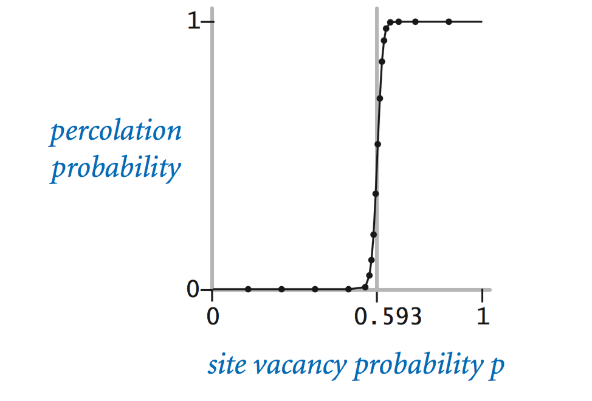 1
percolation
probability
0
0
0.593
1
site vacancy probability p